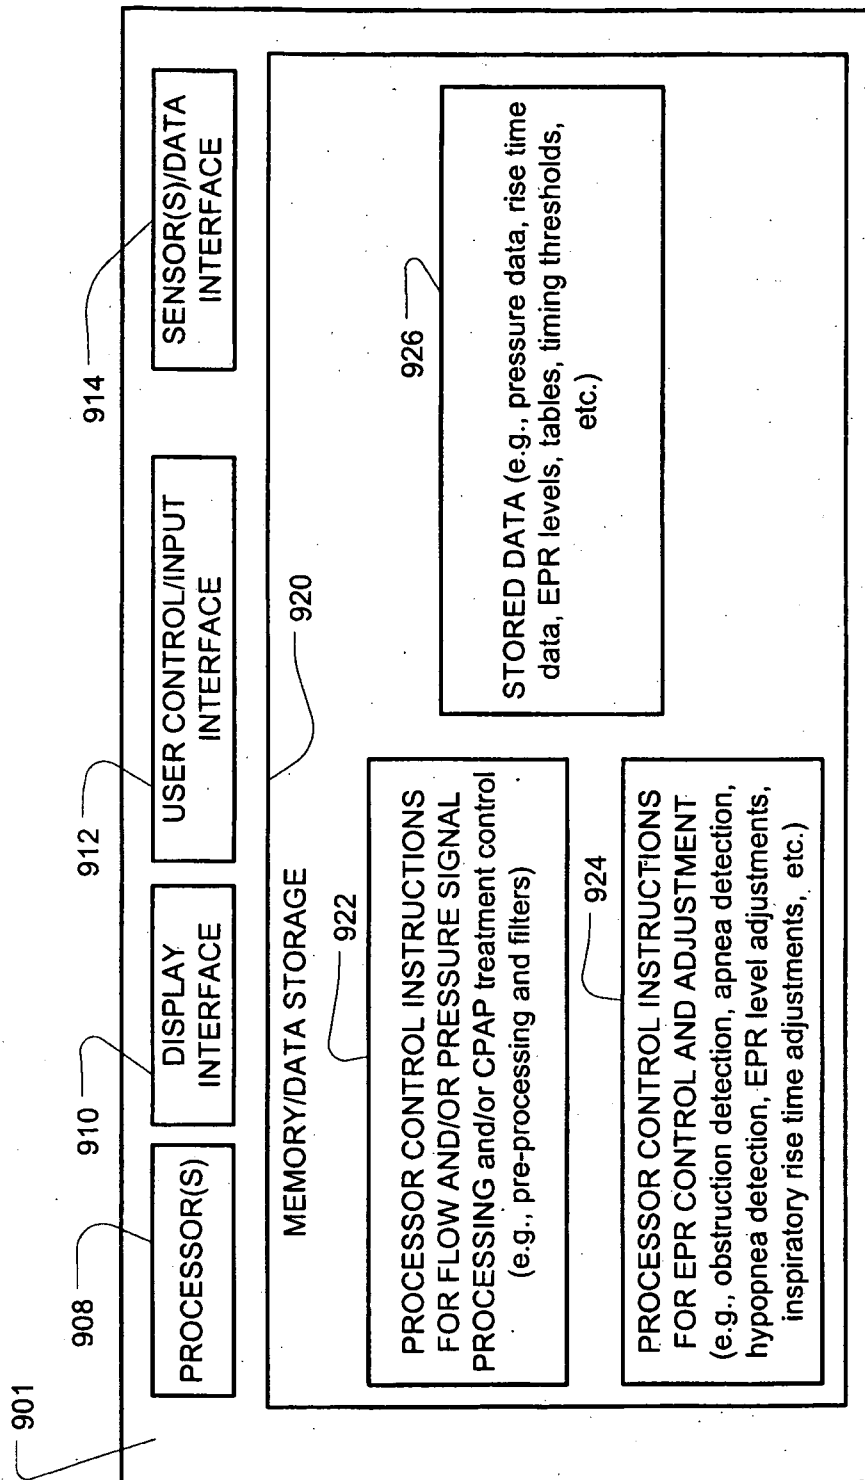 901
908
PROCESSOR(S)
910
DISPLAY
INTERFACE
912
USER CONTROL/INPUT
INTERFACE
914
SENSOR(S)/DATA
INTERFACE
920
MEMORY/DATA STORAGE
922
PROCESSOR CONTROL INSTRUCTIONS
FOR FLOW AND/OR PRESSURE SIGNAL
PROCESSING and/or CPAP treatment control
(e.g., pre-processing and filters)
924
PROCESSOR CONTROL INSTRUCTIONS
FOR EPR CONTROL AND ADJUSTMENT
(e.g., obstruction detection, apnea detection,
hypopnea detection, EPR level adjustments,
inspiratory rise time adjustments, etc.)
926
STORED DATA (e.g., pressure data, rise time
data, EPR levels, tables, timing thresholds,
etc.)